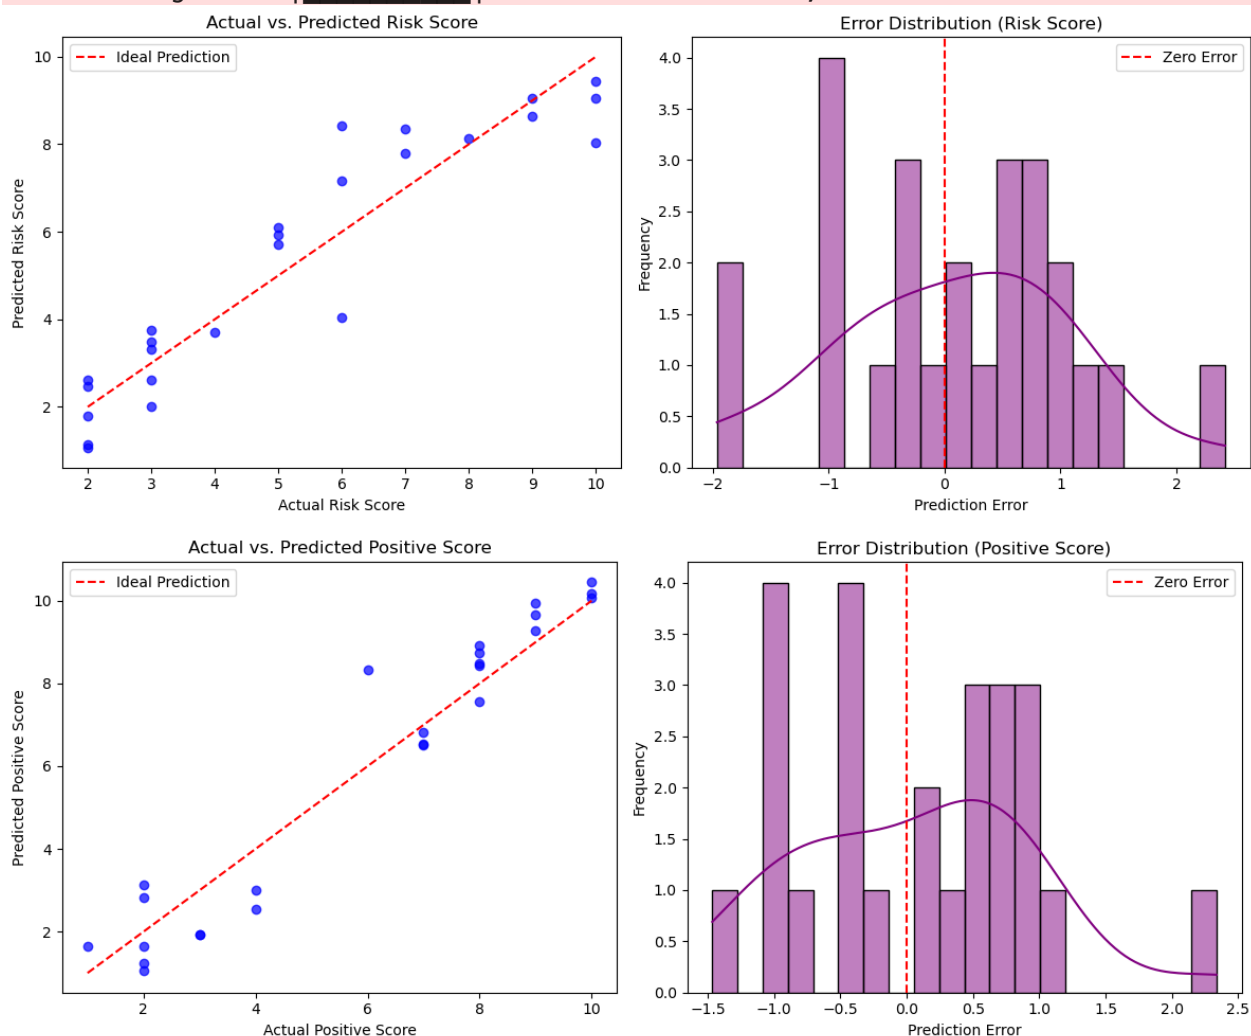 Actual vs. Predicted Risk Score
Ideal Prediction
10
8
6
4
2
Predicted Risk Score
2 3 4 5 6 7 8 9 10
Actual Risk Score
Error Distribution (Risk Score)
Zero Error
4.0
3.5
3.0
2.5
2.0
1.5
1.0
0.5
0.0
Frequency
−2 −1 0 1 2
Prediction Error
Actual vs. Predicted Positive Score
Ideal Prediction
10
8
6
4
2
Predicted Positive Score
2 4 6 8 10
Actual Positive Score
Error Distribution (Positive Score)
Zero Error
4.0
3.5
3.0
2.5
2.0
1.5
1.0
0.5
0.0
Frequency
−1.5 −1.0 −0.5 0.0 0.5 1.0 1.5 2.0 2.5
Prediction Error